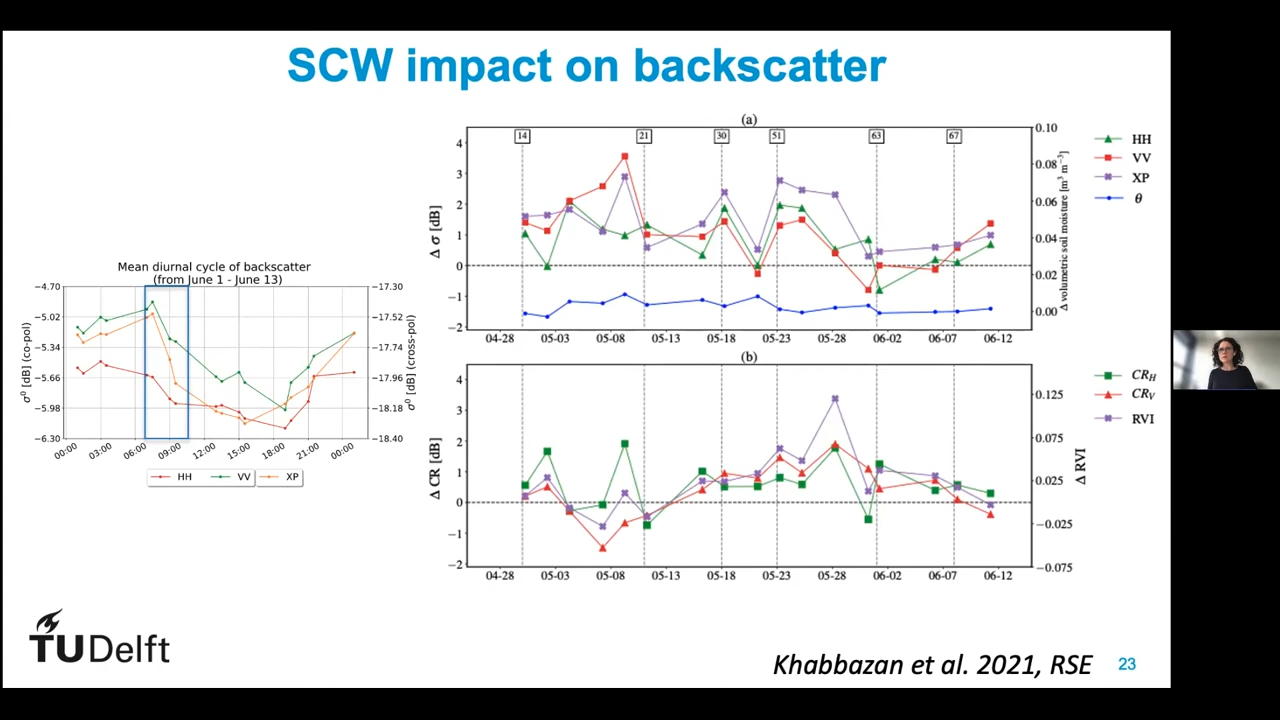 SCW impact on backscatter
Mean diurnal cycle of backscatter
(from June 1 - June 13)
−4.70
−5.02
−5.34
−5.66
−5.98
−6.30
σ⁰ [dB] (co-pol)
−17.30
−17.52
−17.74
−17.96
−18.18
−18.40
σ⁰ [dB] (cross-pol)
00:00 03:00 06:00 09:00 12:00 15:00 18:00 21:00 00:00
HH VV XP
(a)
14 21 30 51 63 67
4
3
2
1
0
−1
−2
Δ σ [dB]
0.10
0.08
0.06
0.04
0.02
0.00
Δ volumetric soil moisture [m³ m⁻³]
HH
VV
XP
θ
04-28 05-03 05-08 05-13 05-18 05-23 05-28 06-02 06-07 06-12
(b)
4
3
2
1
0
−1
−2
Δ CR [dB]
0.125
0.075
0.025
−0.025
−0.075
Δ RVI
CR_H
CR_V
RVI
04-28 05-03 05-08 05-13 05-18 05-23 05-28 06-02 06-07 06-12
TU Delft
Khabbazan et al. 2021, RSE 23